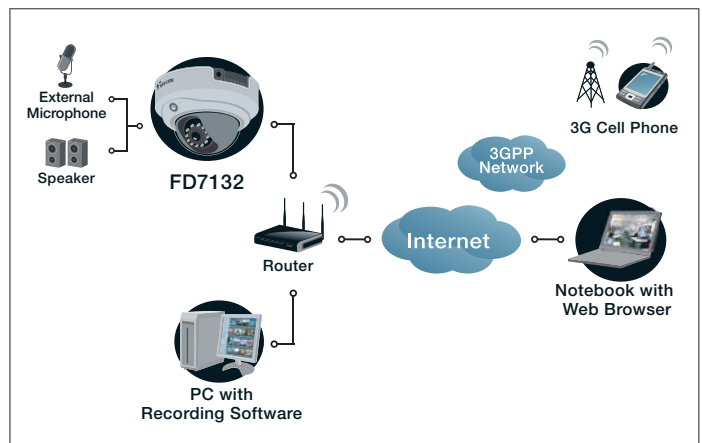 External
Microphone
Speaker
VIVOTEK
FD7132
3G Cell Phone
3GPP
Network
Internet
Router
Notebook with
Web Browser
PC with
Recording Software